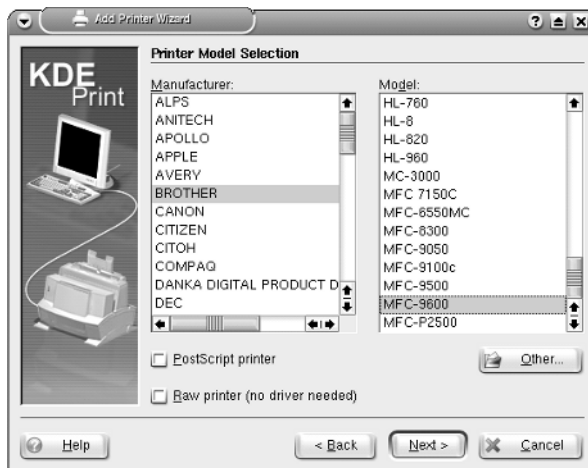 Add Printer Wizard
KDE
Print
Printer Model Selection
Manufacturer:
ALPS
ANITECH
APOLLO
APPLE
AVERY
BROTHER
CANON
CITIZEN
CITOH
COMPAQ
DANKA DIGITAL PRODUCT D
DEC
Model:
HL-760
HL-8
HL-820
HL-960
MC-3000
MFC 7150C
MFC-6550MC
MFC-8300
MFC-9050
MFC-9100c
MFC-9500
MFC-9600
MFC-P2500
PostScript printer
Other...
Raw printer (no driver needed)
Help
< Back
Next >
Cancel